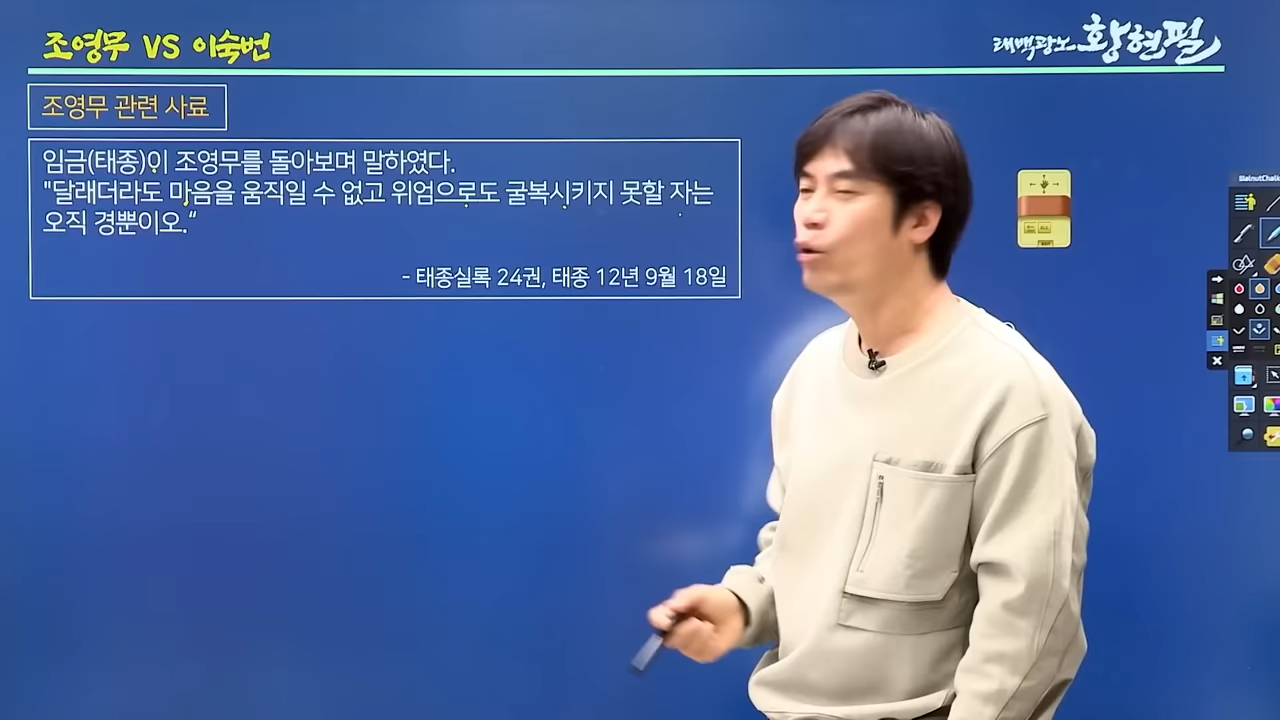 조영무 VS 이숙번
태백광노 황현필
조영무 관련 사료
임금(태종)이 조영무를 돌아보며 말하였다.
"달래더라도 마음을 움직일 수 없고 위엄으로도 굴복시키지 못할 자는
오직 경뿐이오.“
- 태종실록 24권, 태종 12년 9월 18일